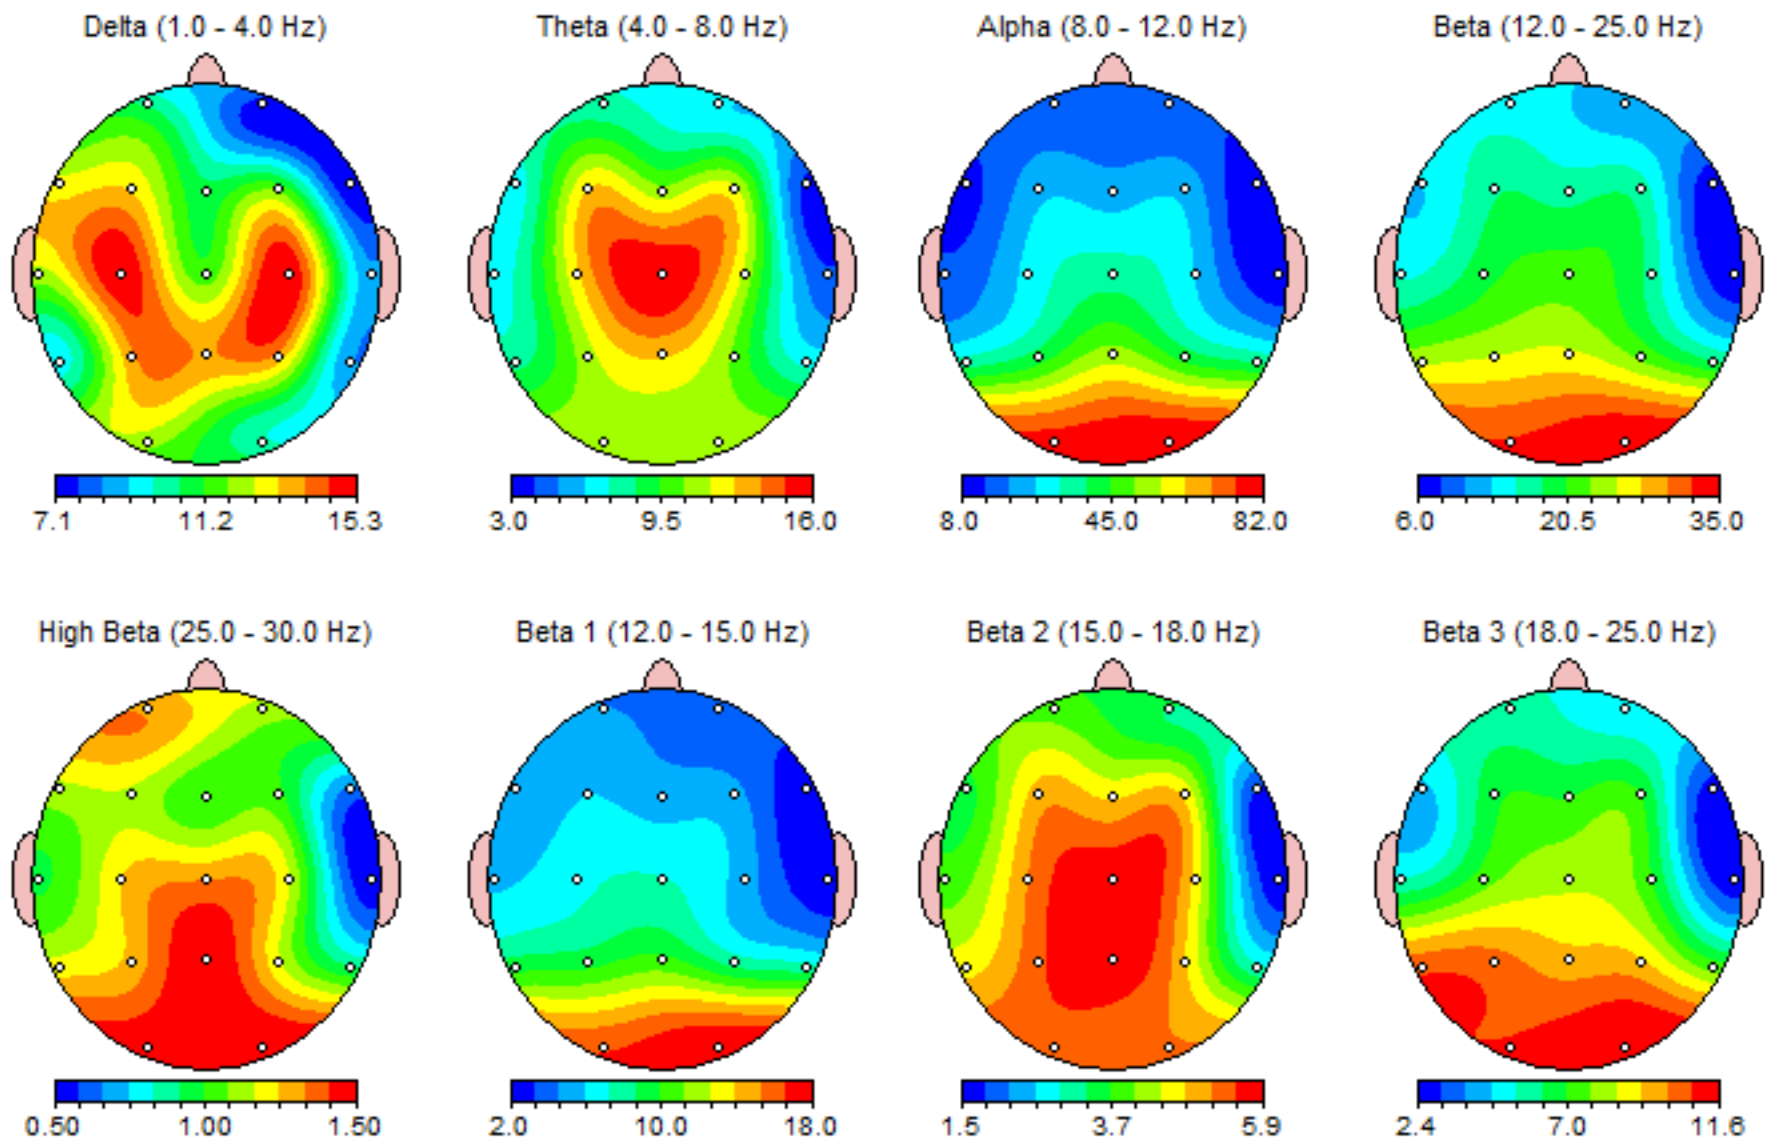 Delta (1.0 - 4.0 Hz)
Theta (4.0 - 8.0 Hz)
Alpha (8.0 - 12.0 Hz)
Beta (12.0 - 25.0 Hz)
7.1 11.2 15.3
3.0 9.5 16.0
8.0 45.0 82.0
6.0 20.5 35.0
High Beta (25.0 - 30.0 Hz)
Beta 1 (12.0 - 15.0 Hz)
Beta 2 (15.0 - 18.0 Hz)
Beta 3 (18.0 - 25.0 Hz)
0.50 1.00 1.50
2.0 10.0 18.0
1.5 3.7 5.9
2.4 7.0 11.6